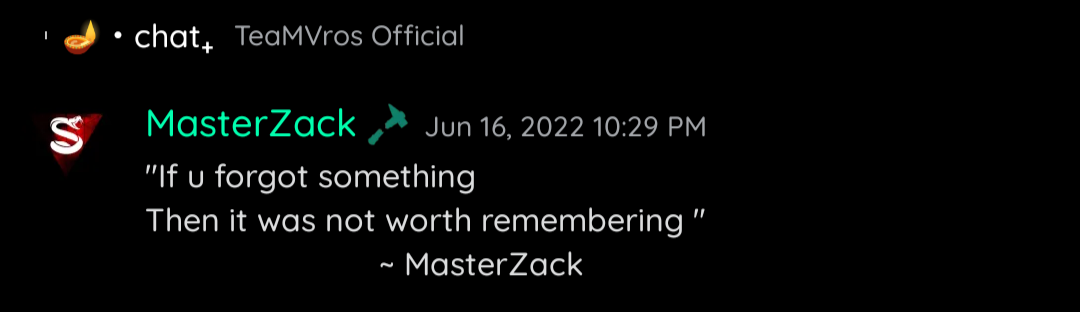 • chat₊ TeaMVros Official
MasterZack Jun 16, 2022 10:29 PM
"If u forgot something
Then it was not worth remembering "
~ MasterZack